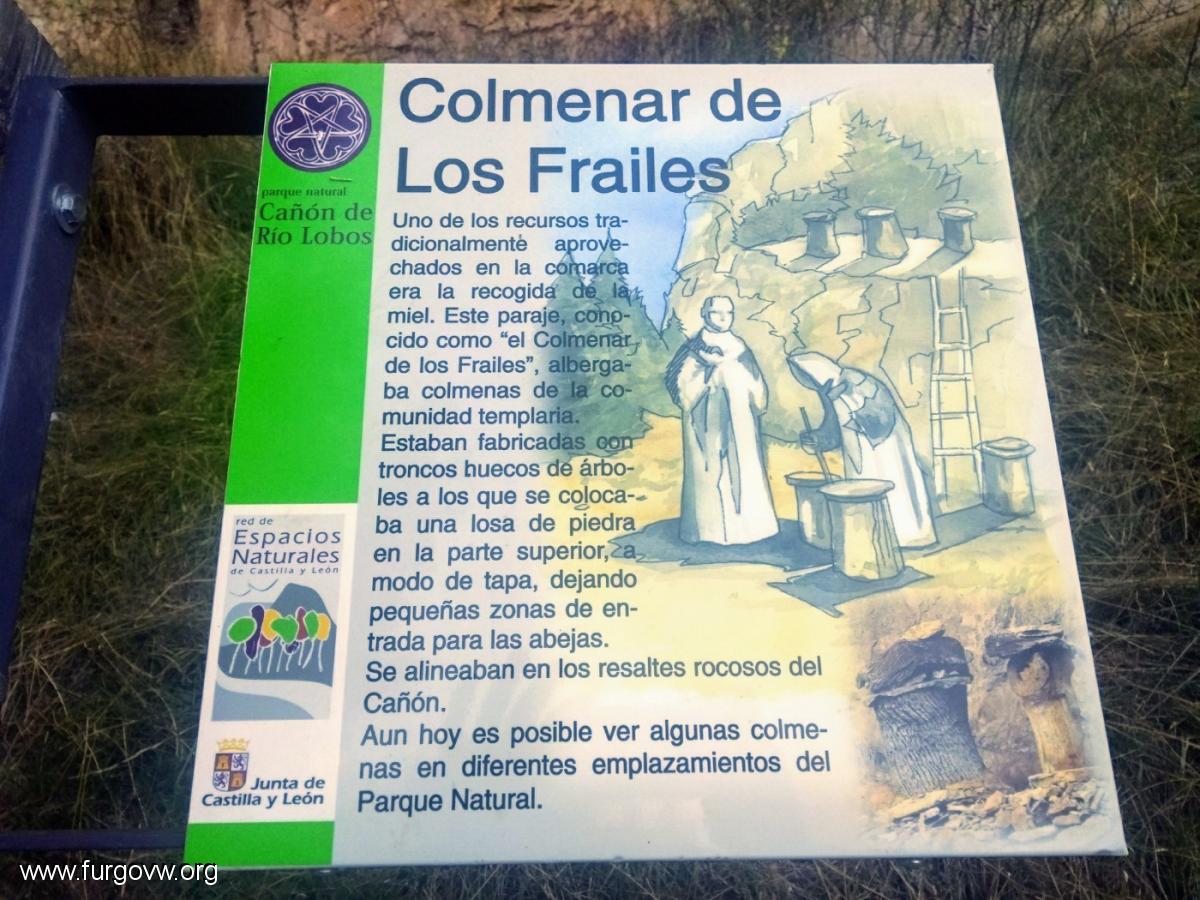 Colmenar de
Los Frailes
parque natural
Cañón de
Río Lobos
Uno de los recursos tra-
dicionalmente aprove-
chados en la comarca
era la recogida de la
miel. Este paraje, cono-
cido como “el Colmenar
de los Frailes”, alberga-
ba colmenas de la co-
munidad templaria.
Estaban fabricadas con
troncos huecos de árbo-
les a los que se coloca-
ba una losa de piedra
en la parte superior, a
modo de tapa, dejando
pequeñas zonas de en-
trada para las abejas.
Se alineaban en los resaltes rocosos del
Cañón.
Aun hoy es posible ver algunas colme-
nas en diferentes emplazamientos del
Parque Natural.
red de
Espacios
Naturales
de Castilla y León
Junta de
Castilla y León
www.furgovw.org